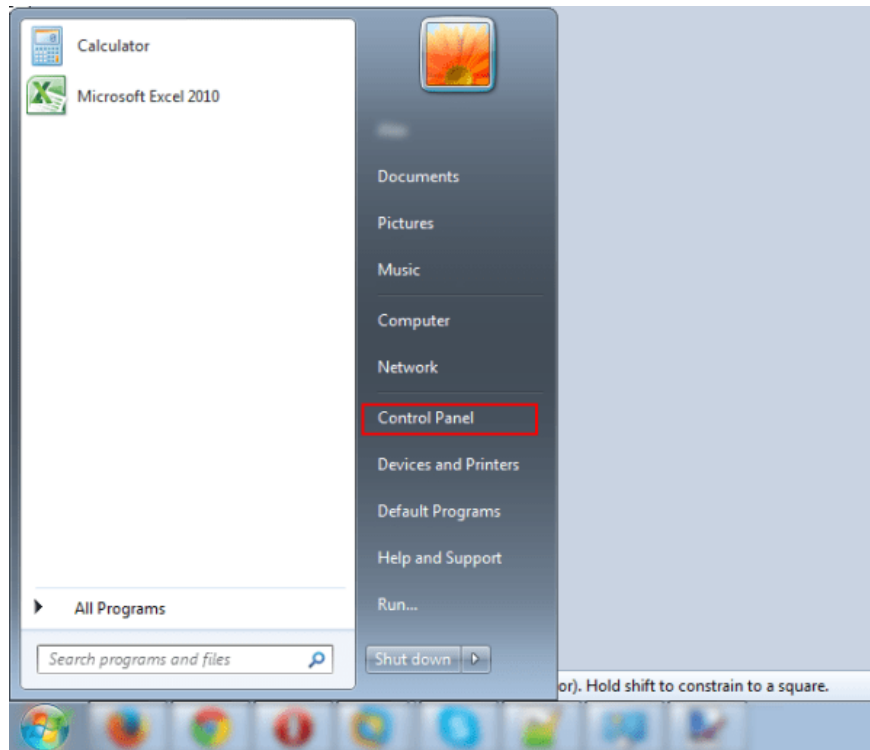 Calculator
Microsoft Excel 2010
All Programs
Search programs and files
Documents
Pictures
Music
Computer
Network
Control Panel
Devices and Printers
Default Programs
Help and Support
Run...
Shut down
or). Hold shift to constrain to a square.